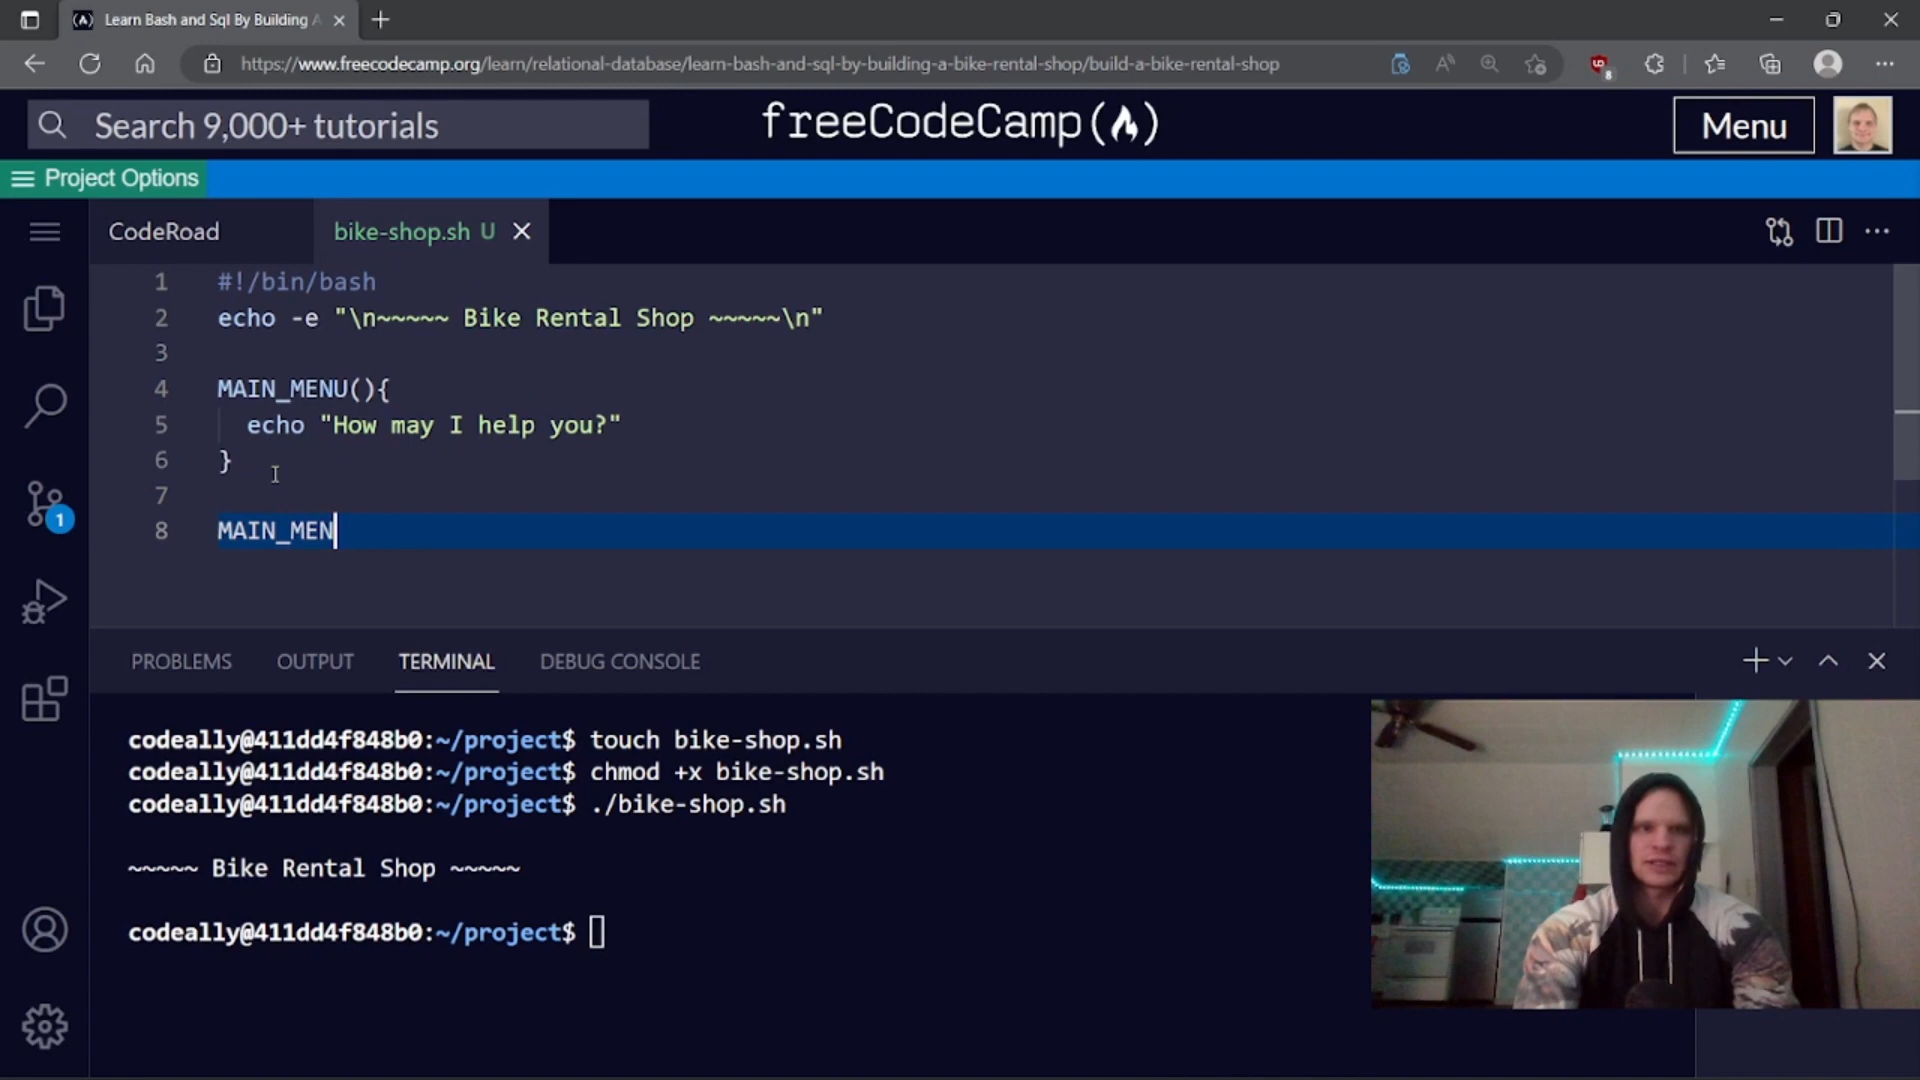 Learn Bash and Sql By Building A
https://www.freecodecamp.org/learn/relational-database/learn-bash-and-sql-by-building-a-bike-rental-shop/build-a-bike-rental-shop
8
Search 9,000+ tutorials
freeCodeCamp(🔥)
Menu
Project Options
CodeRoad
bike-shop.sh U
1 #!/bin/bash
2 echo -e "\n~~~~~ Bike Rental Shop ~~~~~\n"
3
4 MAIN_MENU(){
5 echo "How may I help you?"
6 }
7
8 MAIN_MEN
1
PROBLEMS OUTPUT TERMINAL DEBUG CONSOLE
codeally@411dd4f848b0:~/project$ touch bike-shop.sh
codeally@411dd4f848b0:~/project$ chmod +x bike-shop.sh
codeally@411dd4f848b0:~/project$ ./bike-shop.sh
~~~~~ Bike Rental Shop ~~~~~
codeally@411dd4f848b0:~/project$